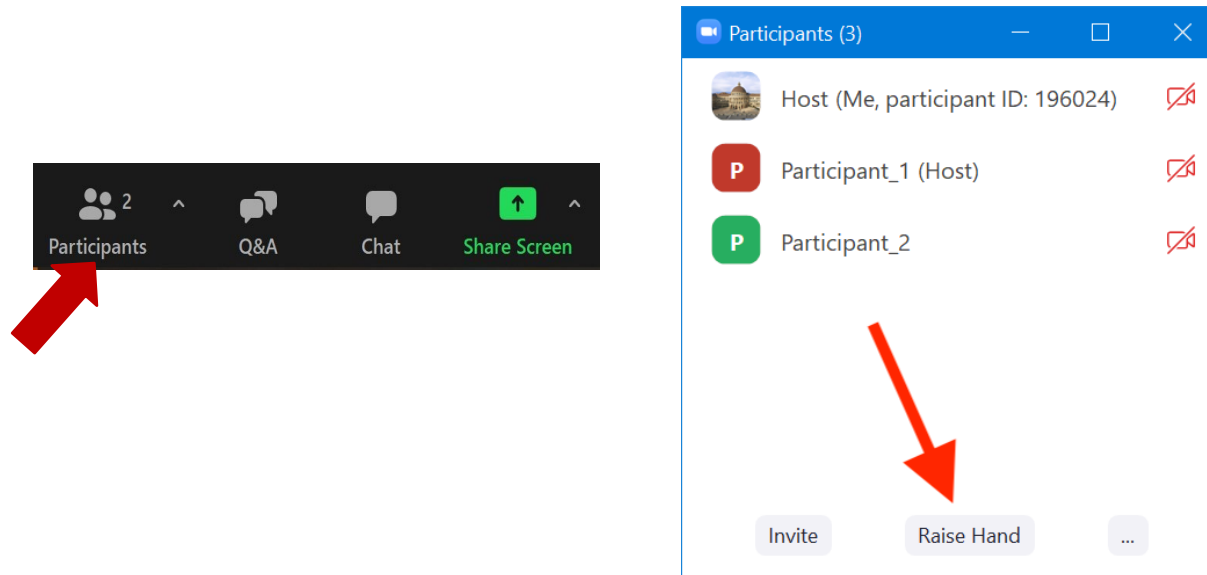 2
Participants
Q&A
Chat
Share Screen
Participants (3)
Host (Me, participant ID: 196024)
P
Participant_1 (Host)
P
Participant_2
Invite
Raise Hand
...